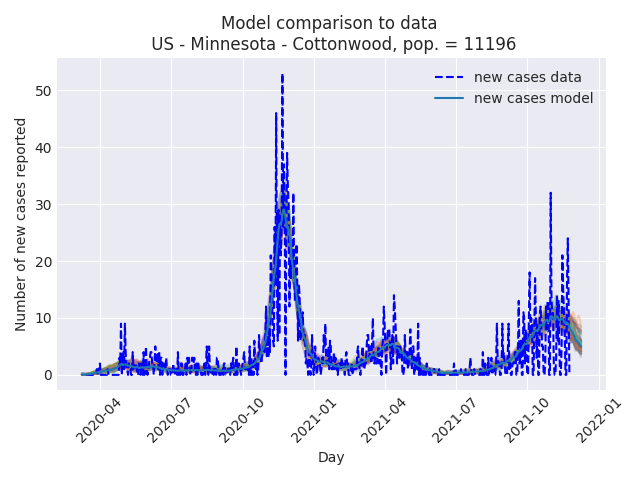 Model comparison to data
US - Minnesota - Cottonwood, pop. = 11196
new cases data
new cases model
Number of new cases reported
50
40
30
20
10
0
2020-04
2020-07
2020-10
2021-01
2021-04
2021-07
2021-10
2022-01
Day